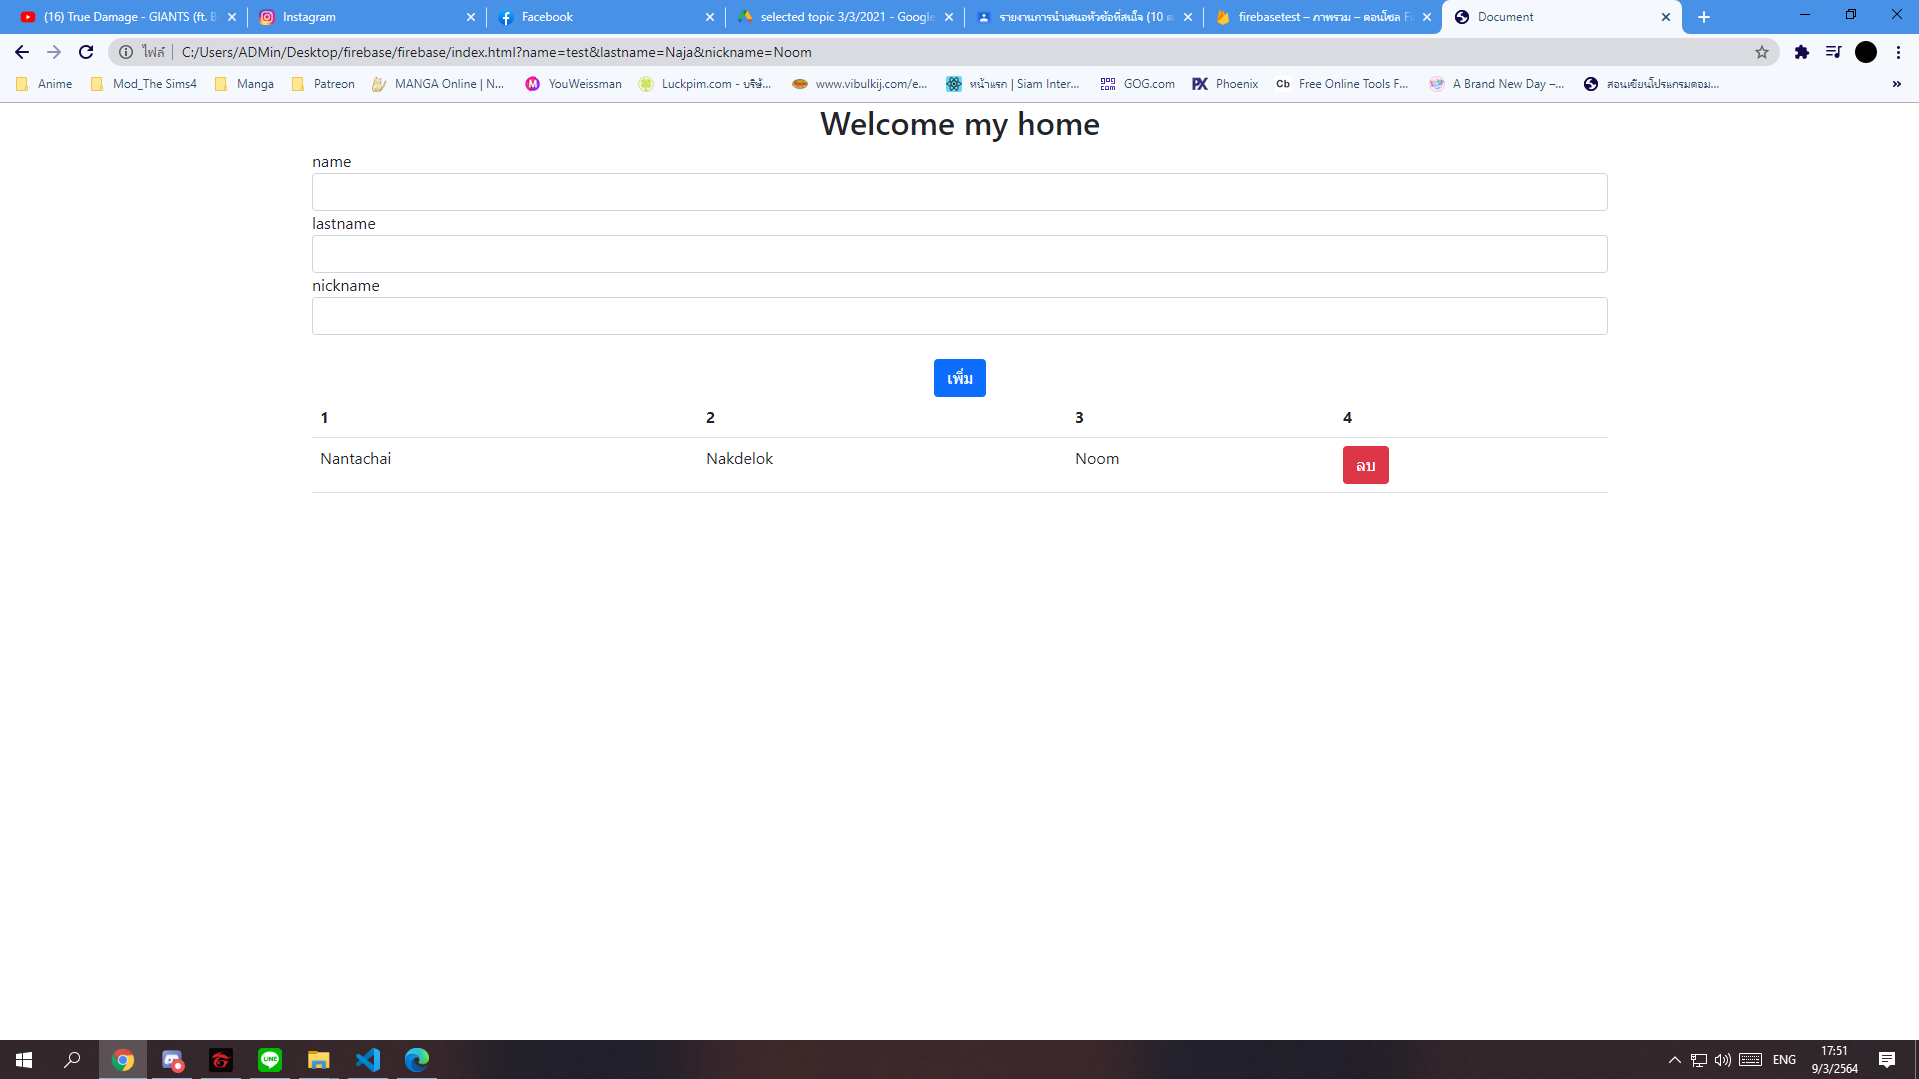 (16) True Damage - GIANTS (ft. B
Instagram
Facebook
selected topic 3/3/2021 - Google
รายงานการนำเสนอหัวข้อที่สนใจ (10 ค
firebasetest – ภาพรวม – คอนโซล Fi
Document
ไฟล์
C:/Users/ADMin/Desktop/firebase/firebase/index.html?name=test&lastname=Naja&nickname=Noom
Anime
Mod_The Sims4
Manga
Patreon
MANGA Online | N...
YouWeissman
Luckpim.com - บริษั...
www.vibulkij.com/e...
หน้าแรก | Siam Inter...
GOG.com
Phoenix
Free Online Tools F...
A Brand New Day –...
สอนเขียนโปรแกรมคอม...
Welcome my home
name
lastname
nickname
เพิ่ม
1 2 3 4
Nantachai Nakdelok Noom ลบ
ENG
17:51
9/3/2564